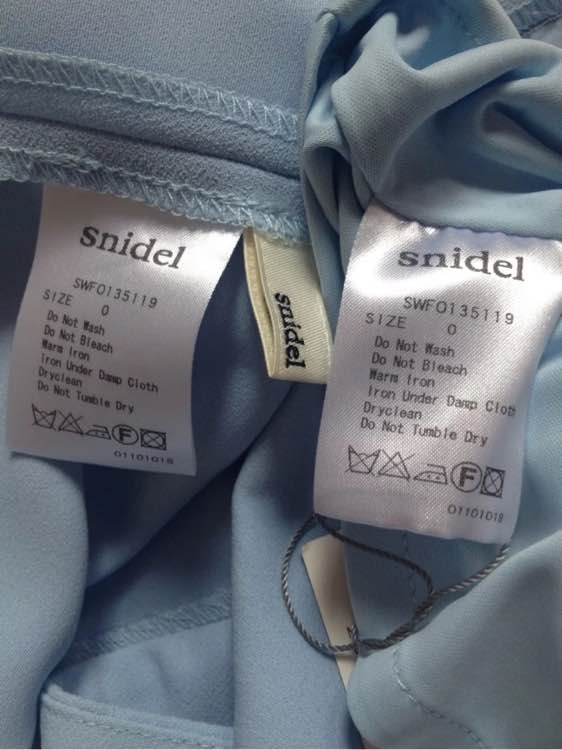 snidel
SWFO135119
SIZE 0
Do Not Wash
Do Not Bleach
Warm Iron
Iron Under Damp Cloth
Dryclean
Do Not Tumble Dry
F
01101018
snidel
snidel
SWFO135119
SIZE 0
Do Not Wash
Do Not Bleach
Warm Iron
Iron Under Damp Cloth
Dryclean
Do Not Tumble Dry
F
01101018